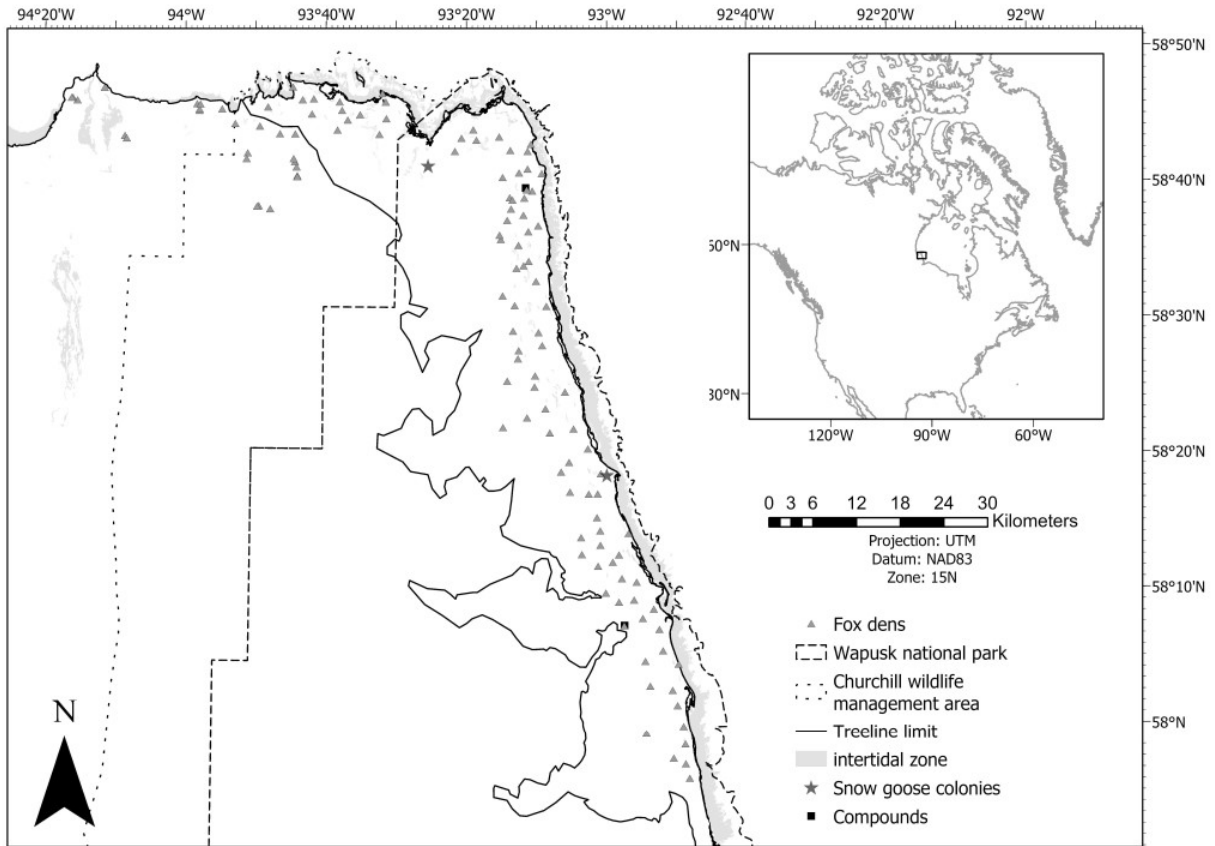 94°20'W 94°W 93°40'W 93°20'W 93°W 92°40'W 92°20'W 92°W
58°50'N
58°40'N
58°30'N
58°20'N
58°10'N
58°N
50°N
30°N
120°W 90°W 60°W
0 3 6 12 18 24 30
Kilometers
Projection: UTM
Datum: NAD83
Zone: 15N
Fox dens
Wapusk national park
Churchill wildlife
management area
Treeline limit
intertidal zone
Snow goose colonies
Compounds
N